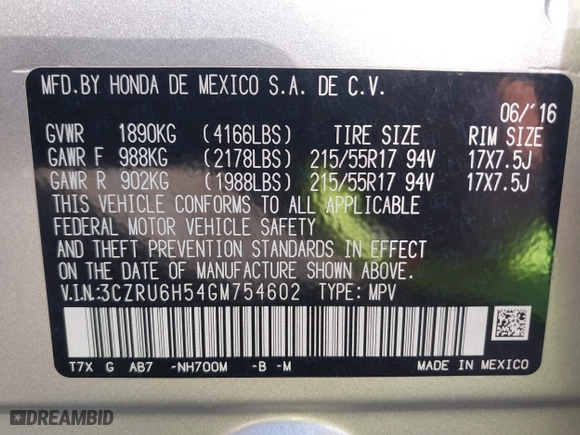 MFD.BY HONDA DE MEXICO S.A. DE C.V.
06/'16
GVWR 1890KG (4166LBS) TIRE SIZE RIM SIZE
GAWR F 988KG (2178LBS) 215/55R17 94V 17X7.5J
GAWR R 902KG (1988LBS) 215/55R17 94V 17X7.5J
THIS VEHICLE CONFORMS TO ALL APPLICABLE
FEDERAL MOTOR VEHICLE SAFETY
AND THEFT PREVENTION STANDARDS IN EFFECT
ON THE DATE OF MANUFACTURE SHOWN ABOVE.
V.I.N:3CZRU6H54GM754602 TYPE: MPV
T7X G AB7 -NH700M -B -M
MADE IN MEXICO
DREAMBID